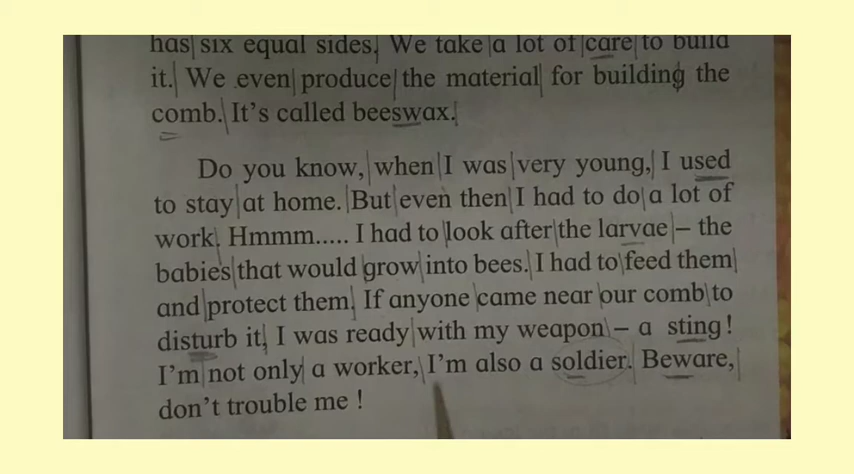 has six equal sides. We take a lot of care to build
it. We even produce the material for building the
comb. It's called beeswax.
Do you know, when I was very young, I used
to stay at home. But even then I had to do a lot of
work. Hmmm..... I had to look after the larvae – the
babies that would grow into bees. I had to feed them
and protect them. If anyone came near our comb to
disturb it, I was ready with my weapon – a sting!
I'm not only a worker, I'm also a soldier. Beware,
don't trouble me !